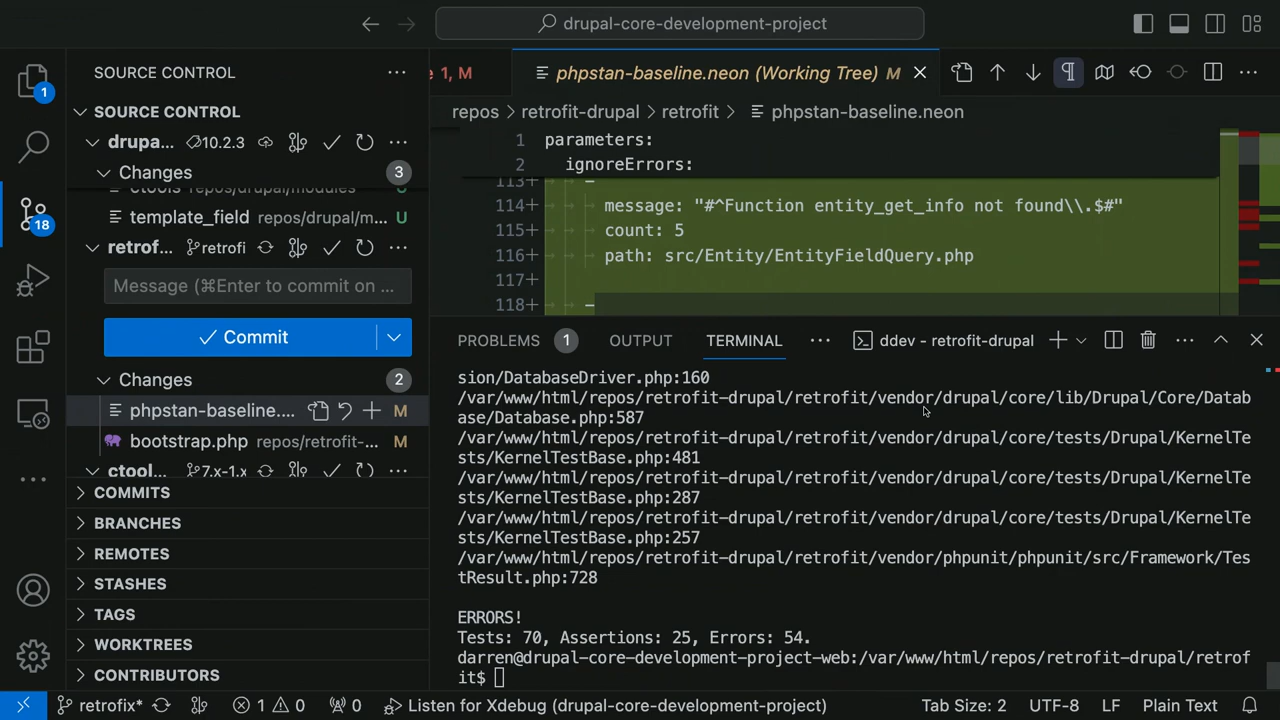 drupal-core-development-project
SOURCE CONTROL
SOURCE CONTROL
drupa... 10.2.3
Changes 3
ctools repos/drupal/modules U
template_field repos/drupal/m... U
retrof... retrofi
Message (⌘Enter to commit on ...
Commit
Changes 2
phpstan-baseline.... M
bootstrap.php repos/retrofit-... M
ctool... 7.x-1.x
COMMITS
BRANCHES
REMOTES
STASHES
TAGS
WORKTREES
CONTRIBUTORS
1
18
e 1, M
phpstan-baseline.neon (Working Tree) M
repos > retrofit-drupal > retrofit > phpstan-baseline.neon
1 parameters:
2 ignoreErrors:
113 –
114+ message: "#^Function entity_get_info not found\\.$#"
115+ count: 5
116+ path: src/Entity/EntityFieldQuery.php
117+
118+ –
PROBLEMS 1 OUTPUT TERMINAL ... ddev - retrofit-drupal
sion/DatabaseDriver.php:160
/var/www/html/repos/retrofit-drupal/retrofit/vendor/drupal/core/lib/Drupal/Core/Datab
ase/Database.php:587
/var/www/html/repos/retrofit-drupal/retrofit/vendor/drupal/core/tests/Drupal/KernelTe
sts/KernelTestBase.php:481
/var/www/html/repos/retrofit-drupal/retrofit/vendor/drupal/core/tests/Drupal/KernelTe
sts/KernelTestBase.php:287
/var/www/html/repos/retrofit-drupal/retrofit/vendor/drupal/core/tests/Drupal/KernelTe
sts/KernelTestBase.php:257
/var/www/html/repos/retrofit-drupal/retrofit/vendor/phpunit/phpunit/src/Framework/Tes
tResult.php:728
ERRORS!
Tests: 70, Assertions: 25, Errors: 54.
darren@drupal-core-development-project-web:/var/www/html/repos/retrofit-drupal/retrof
it$
retrofix* 1 0 0 Listen for Xdebug (drupal-core-development-project) Tab Size: 2 UTF-8 LF Plain Text